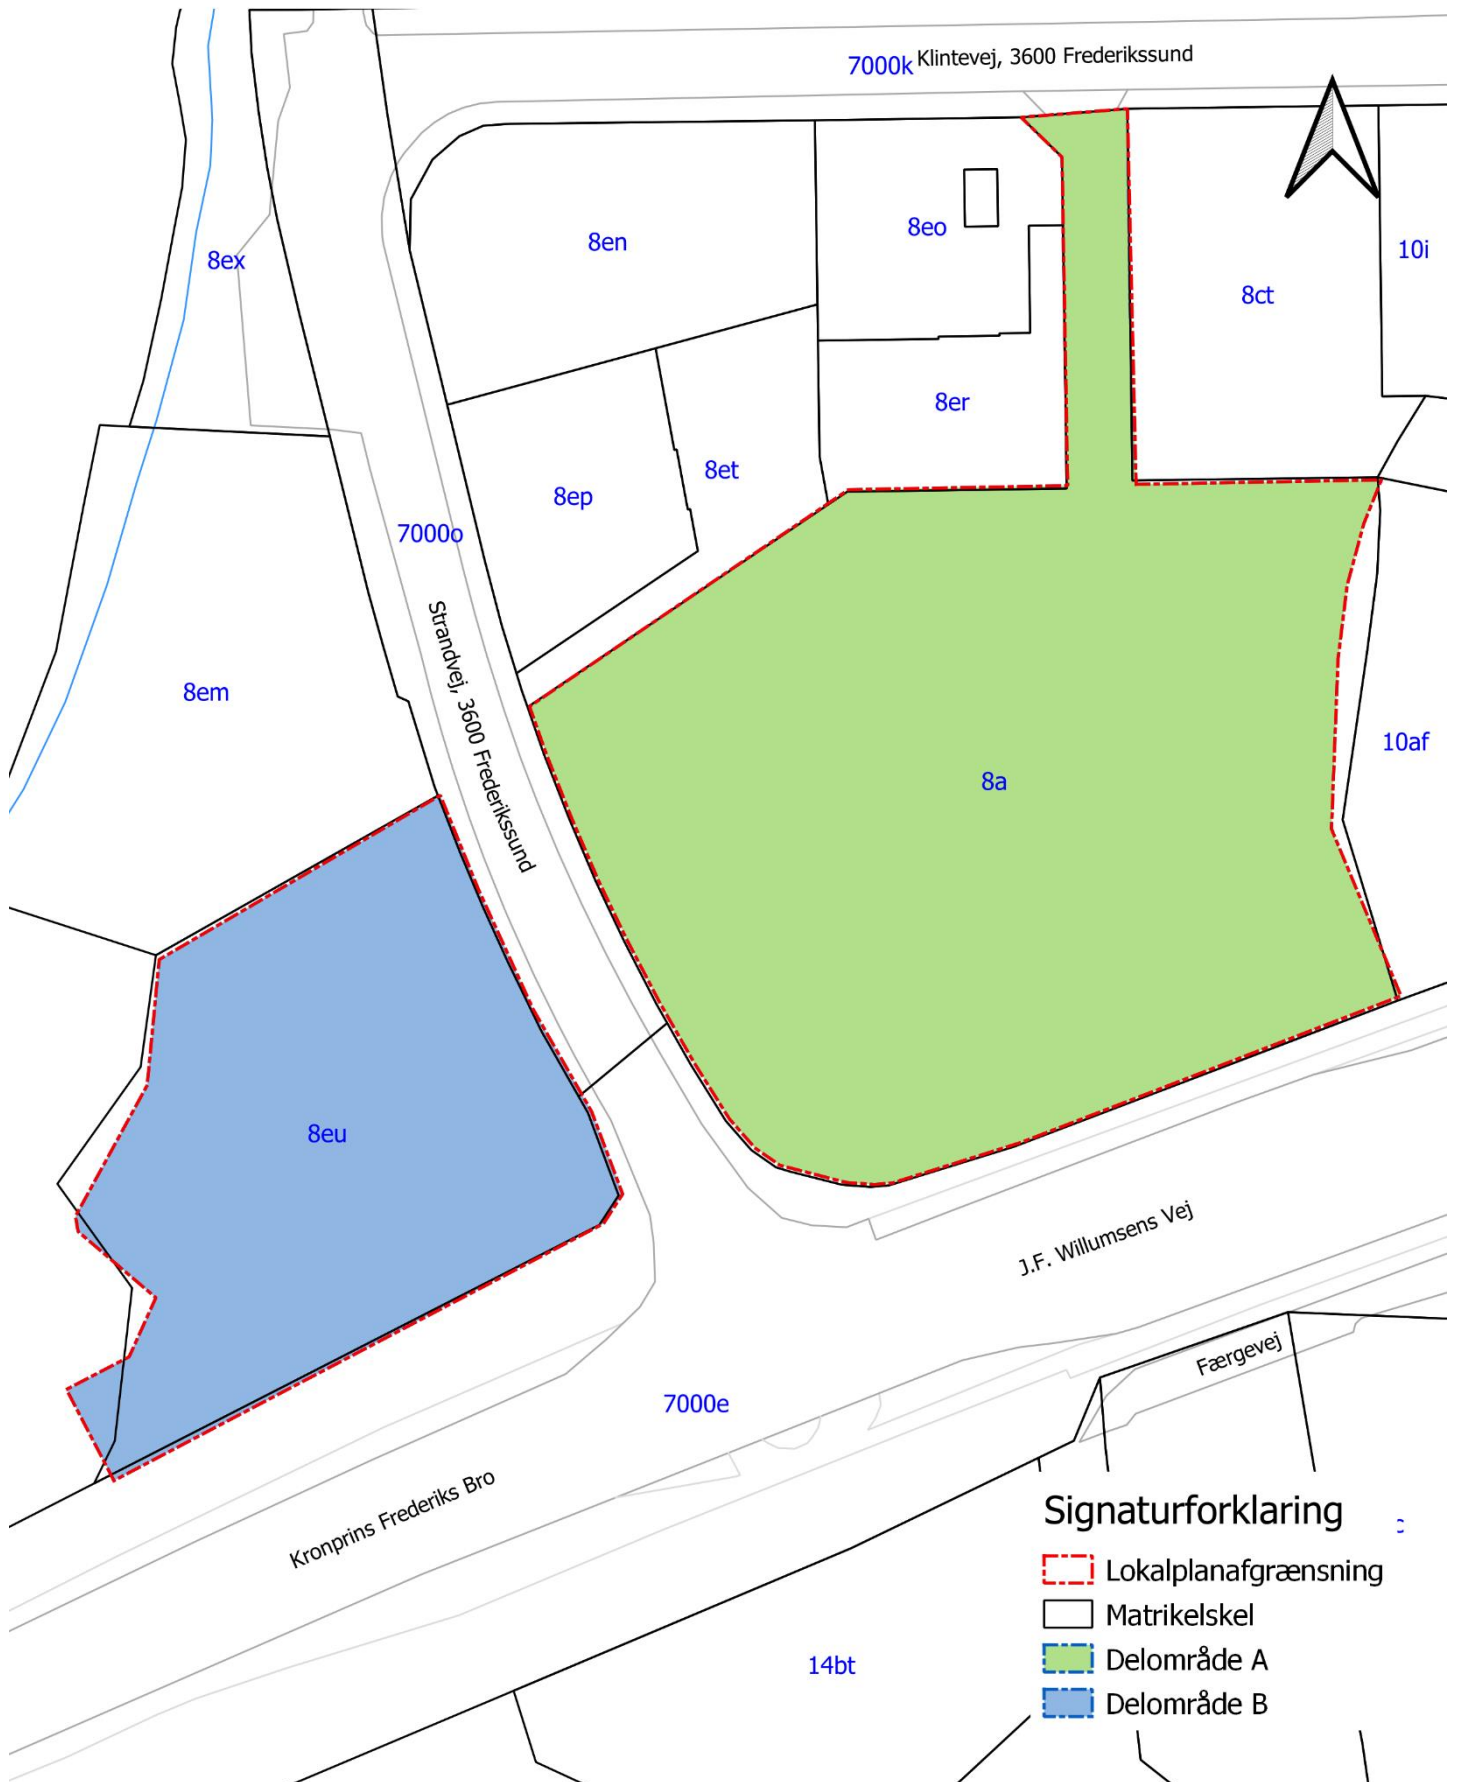 7000k Klintevej, 3600 Frederikssund
8en
8eo
10i
8ex
8ct
8er
8et
8ep
7000o
Strandvej, 3600 Frederikssund
8em
10af
8a
8eu
J.F. Willumsens Vej
Færgevej
7000e
Kronprins Frederiks Bro
Signaturforklaring
Lokalplanafgrænsning
Matrikelskel
Delområde A
Delområde B
14bt